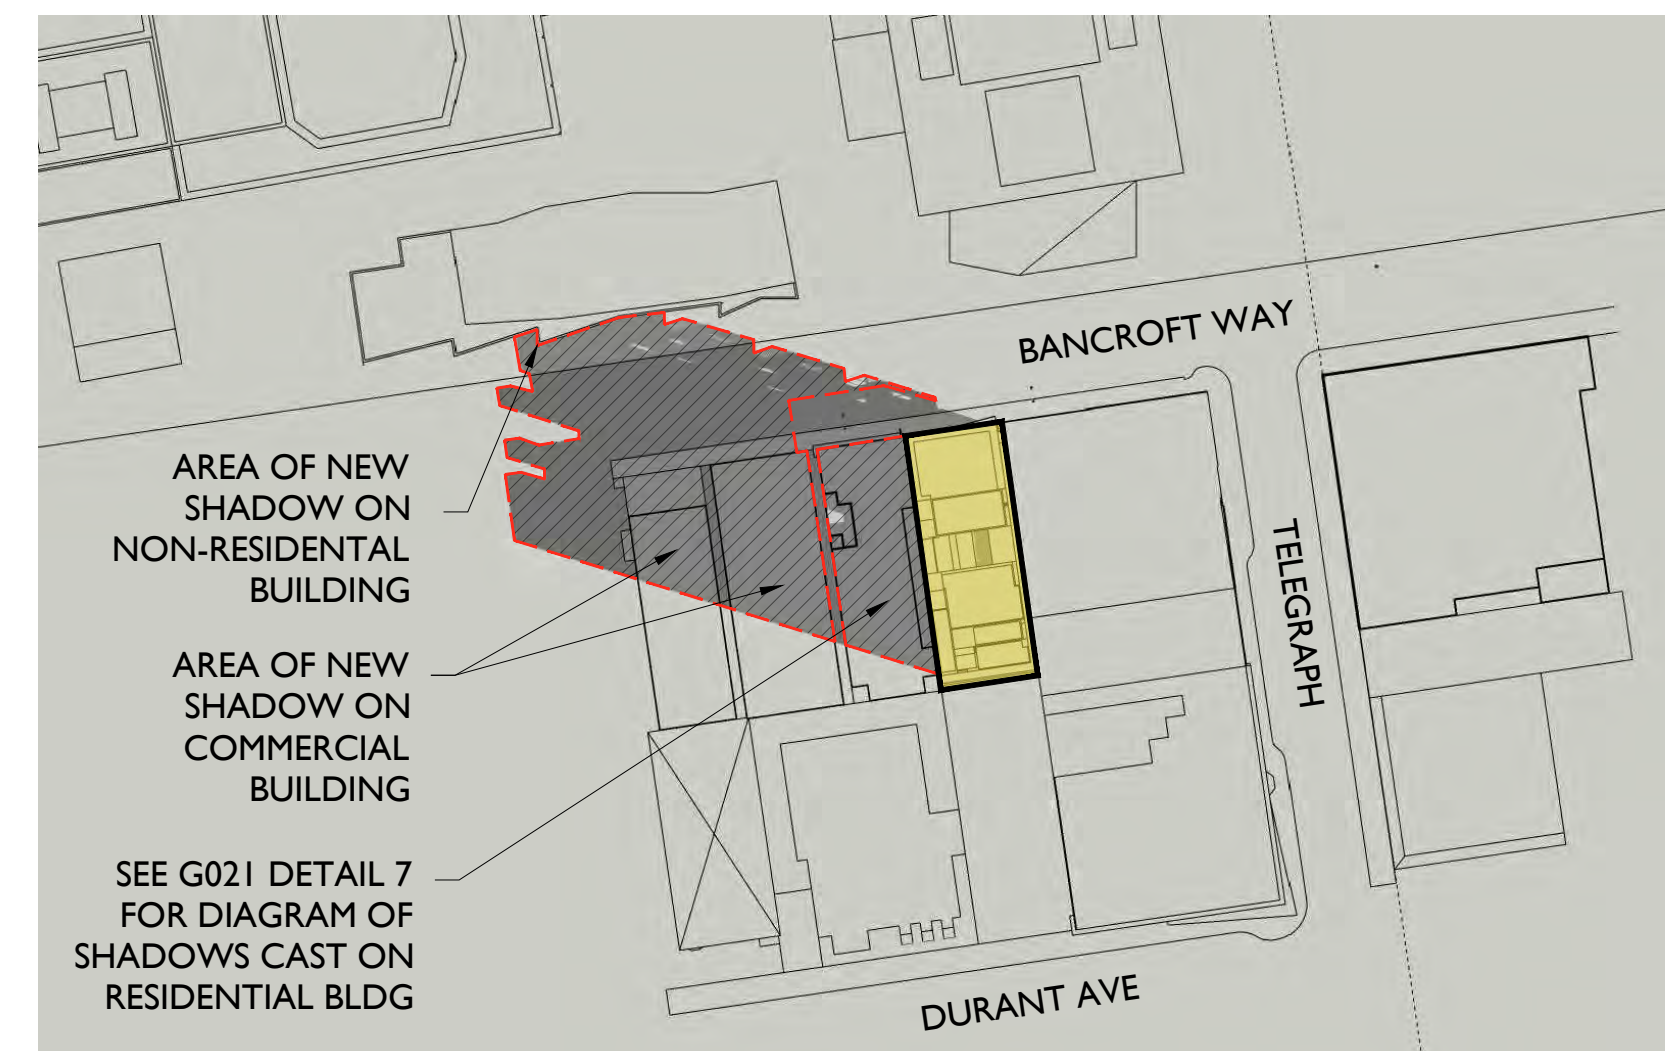 BANCROFT WAY
AREA OF NEW
SHADOW ON
NON-RESIDENTAL
BUILDING
TELEGRAPH
AREA OF NEW
SHADOW ON
COMMERCIAL
BUILDING
SEE G021 DETAIL 7
FOR DIAGRAM OF
SHADOWS CAST ON
RESIDENTIAL BLDG
DURANT AVE